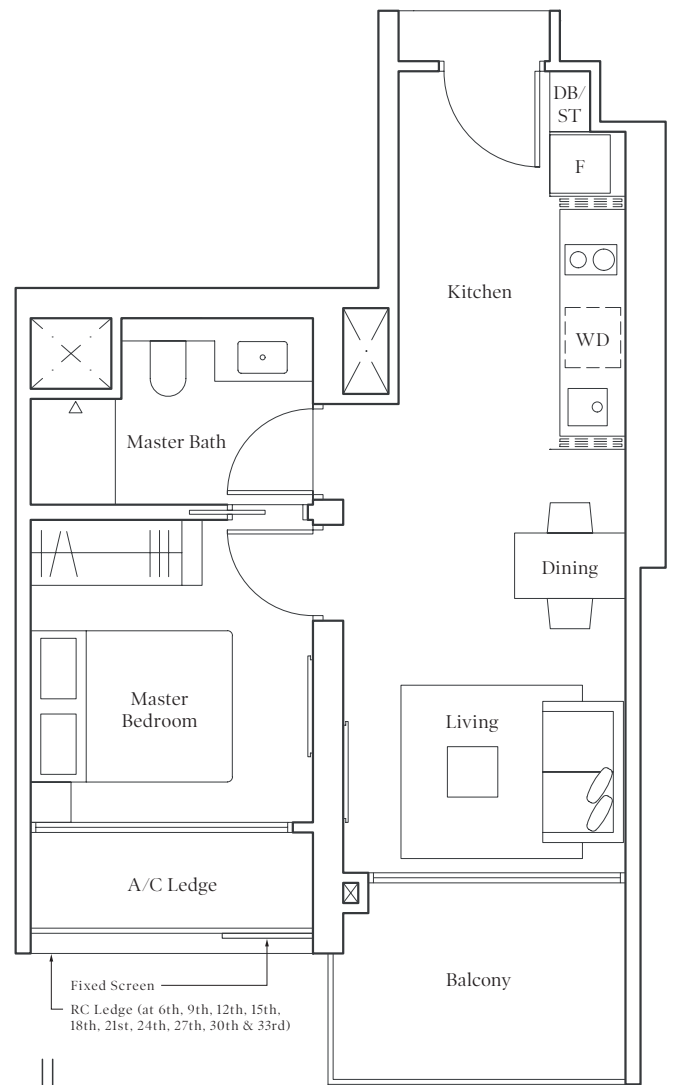 DB/
ST
F
Kitchen
WD
Master Bath
Dining
Master
Bedroom
Living
A/C Ledge
Balcony
Fixed Screen
RC Ledge (at 6th, 9th, 12th, 15th,
18th, 21st, 24th, 27th, 30th & 33rd)